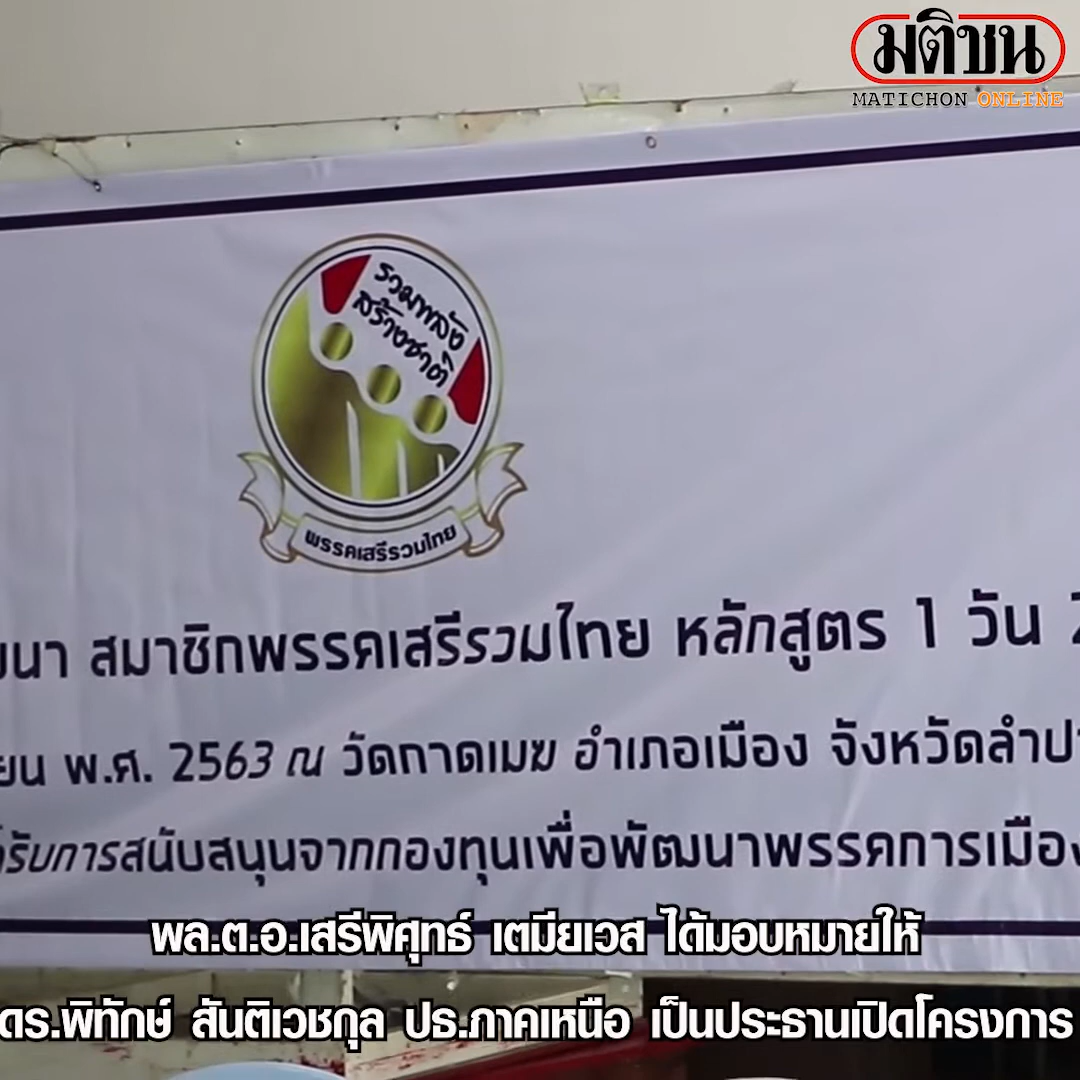 มติชน
MATICHON ONLINE
รวมพลัง
สร้างชาติ
พรรคเสรีรวมไทย
สมาชิกพรรคเสรีรวมไทย หลักสูตร 1 วัน
พ.ศ. 2563 ณ วัดกาดเมฆ อำเภอเมือง จังหวัดลำปา
รับการสนับสนุนจากกองทุนเพื่อพัฒนาพรรคการเมือง
พล.ต.อ.เสรีพิศุทธ์ เตมียเวส ได้มอบหมายให้
ดร.พิทักษ์ สันติเวชกุล ปธ.ภาคเหนือ เป็นประธานเปิดโครงการ